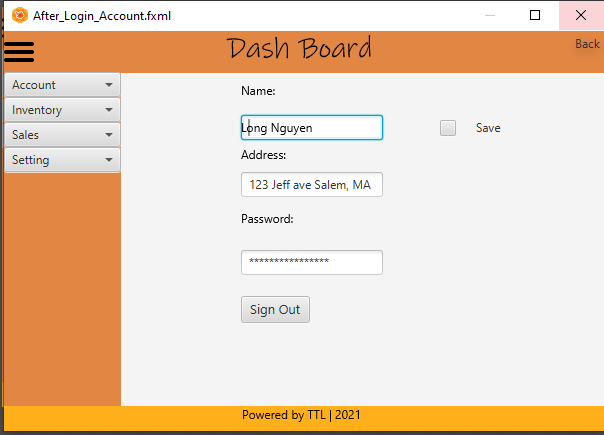 After_Login_Account.fxml
Dash Board
Back
Account
Inventory
Sales
Setting
Name:
Long Nguyen
Save
Address:
123 Jeff ave Salem, MA
Password:
****************
Sign Out
Powered by TTL | 2021